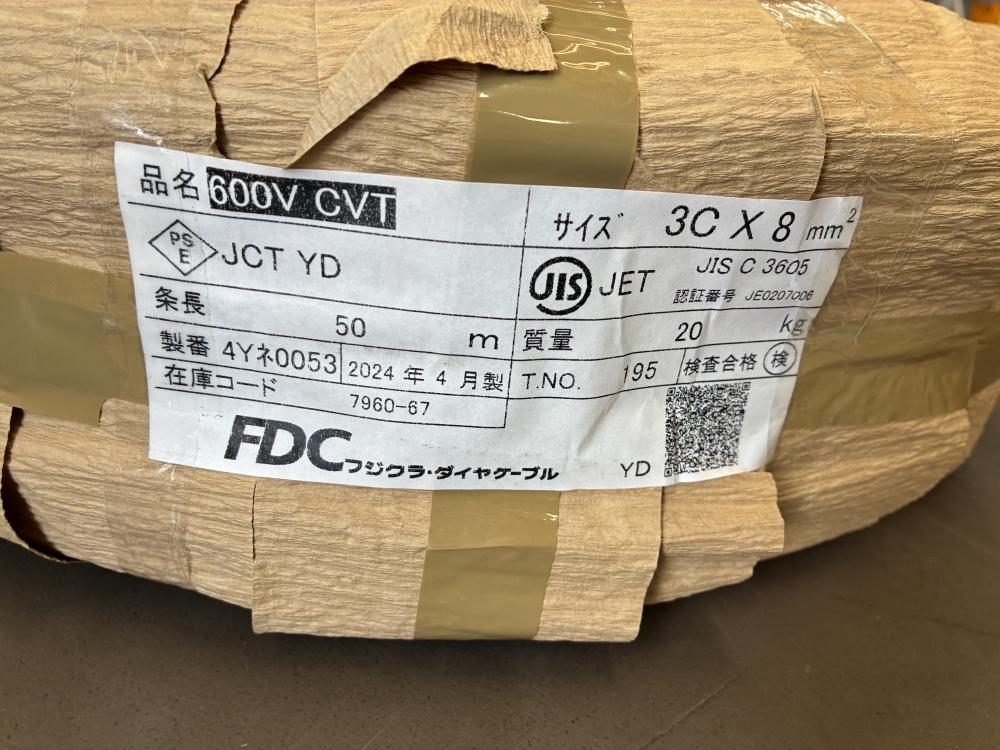 品名 600V CVT
サイズ 3C X 8 mm²
PS E JCT YD
JIS JET JIS C 3605
認証番号 JE0207006
条長 50 m
質量 20 kg
製番 4Yネ0053 2024 年 4 月製
T.NO. 195 検査合格 検
在庫コード 7960-67
FDC フジクラ・ダイヤケーブル
YD